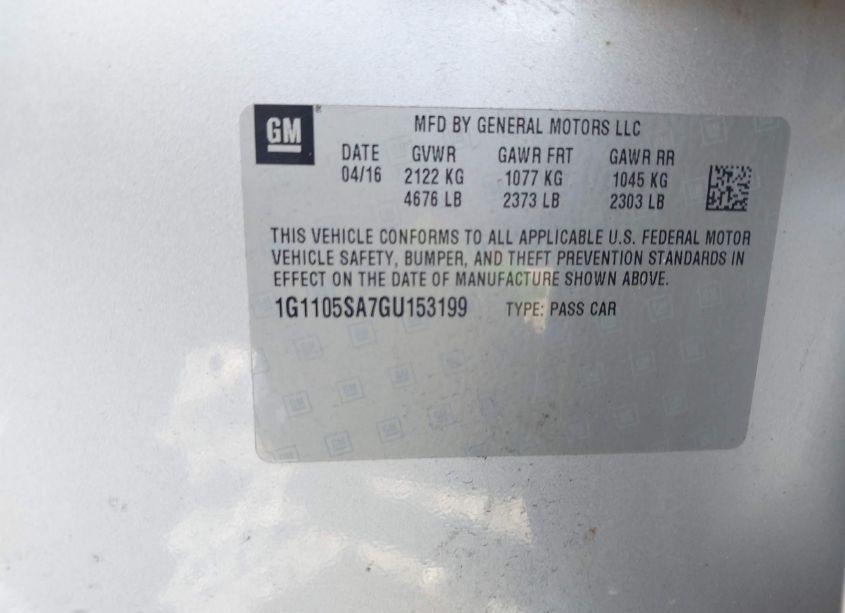 GM
MFD BY GENERAL MOTORS LLC
DATE GVWR GAWR FRT GAWR RR
04/16 2122 KG 1077 KG 1045 KG
4676 LB 2373 LB 2303 LB
THIS VEHICLE CONFORMS TO ALL APPLICABLE U.S. FEDERAL MOTOR
VEHICLE SAFETY, BUMPER, AND THEFT PREVENTION STANDARDS IN
EFFECT ON THE DATE OF MANUFACTURE SHOWN ABOVE.
1G1105SA7GU153199 TYPE: PASS CAR